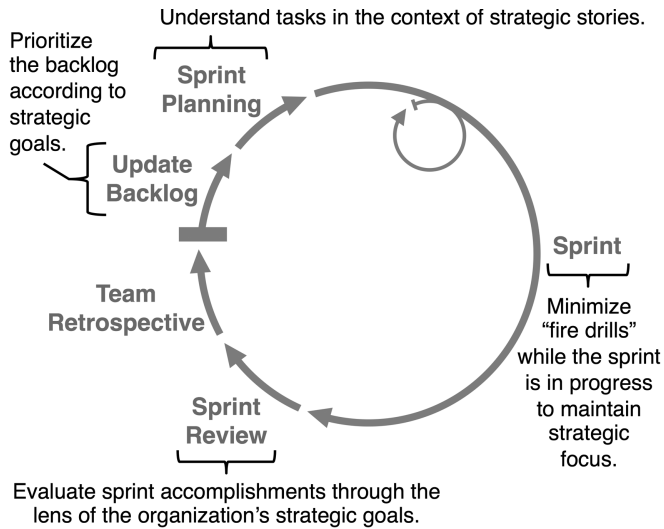 Understand tasks in the context of strategic stories.
Prioritize
the backlog
according to
strategic
goals.
Sprint
Planning
Update
Backlog
Sprint
Minimize
“fire drills”
while the sprint
is in progress
to maintain
strategic
focus.
Team
Retrospective
Sprint
Review
Evaluate sprint accomplishments through the
lens of the organization’s strategic goals.